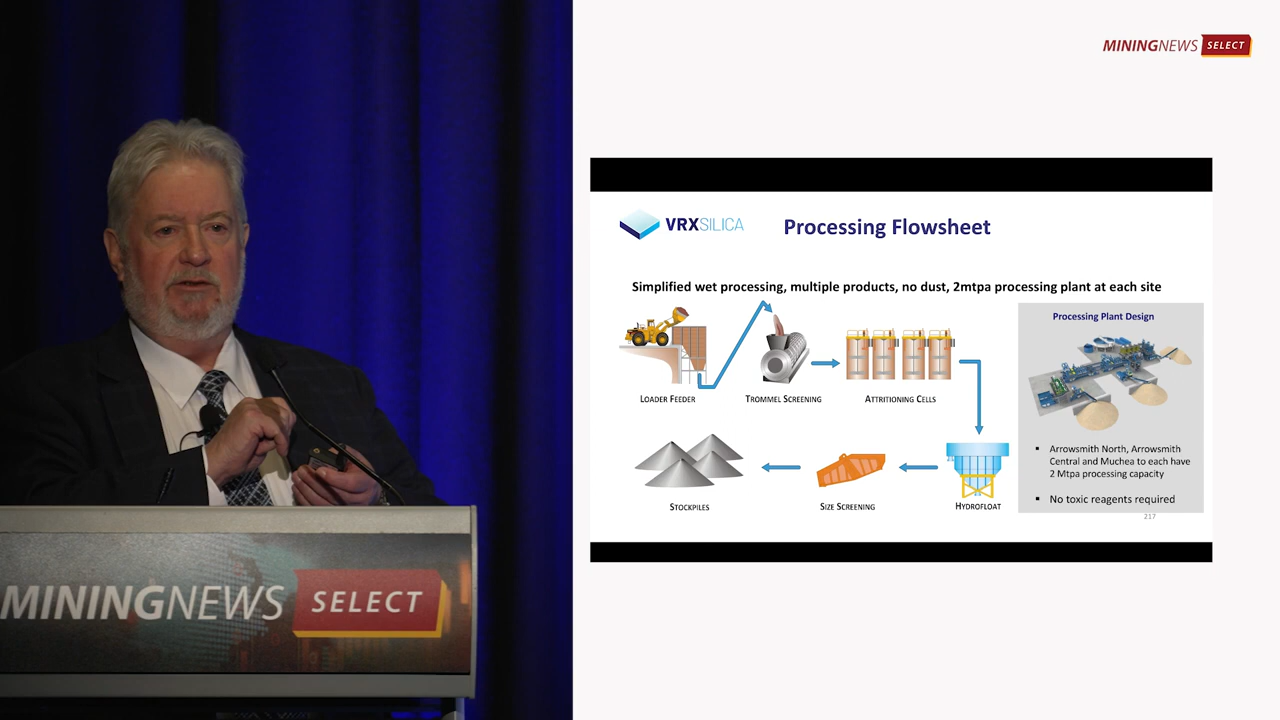 MININGNEWS SELECT
VRXSILICA
Processing Flowsheet
Simplified wet processing, multiple products, no dust, 2mtpa processing plant at each site
LOADER FEEDER
TROMMEL SCREENING
ATTRITIONING CELLS
STOCKPILES
SIZE SCREENING
HYDROFLOAT
Processing Plant Design
▪ Arrowsmith North, Arrowsmith
Central and Muchea to each have
2 Mtpa processing capacity
▪ No toxic reagents required
217
MININGNEWS SELECT